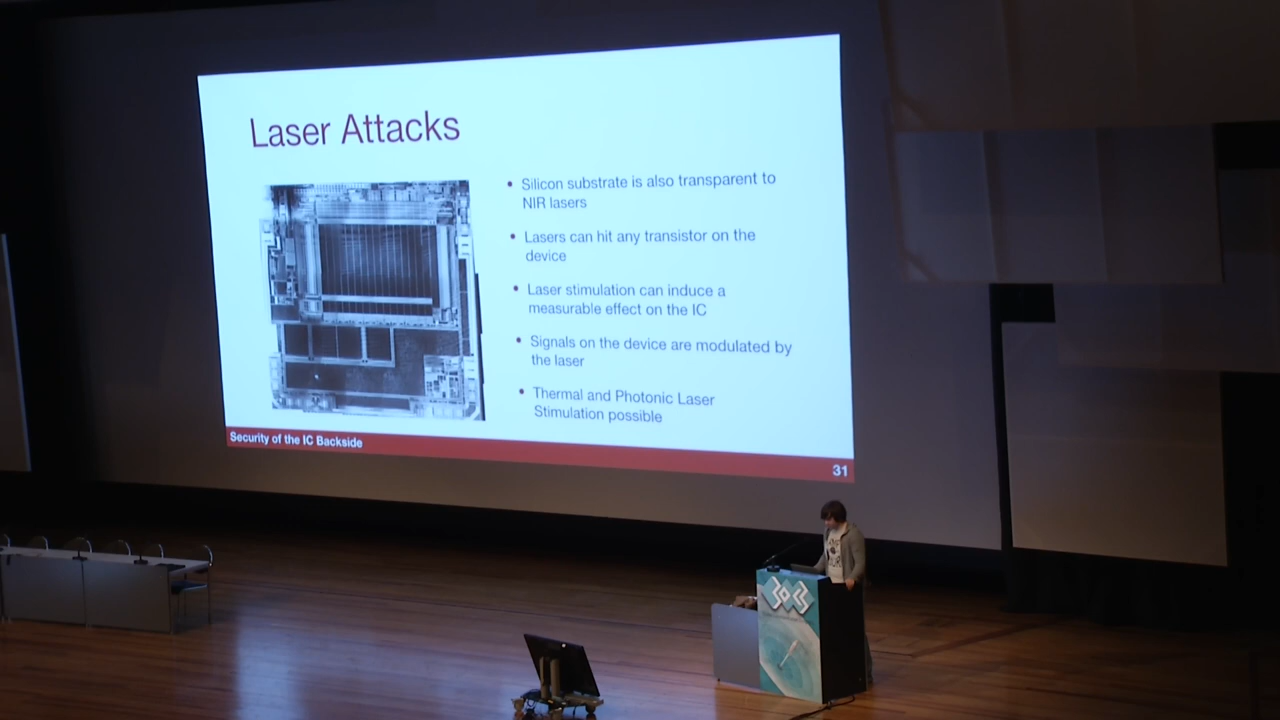 Laser Attacks
• Silicon substrate is also transparent to
NIR lasers
• Lasers can hit any transistor on the
device
• Laser stimulation can induce a
measurable effect on the IC
• Signals on the device are modulated by
the laser
• Thermal and Photonic Laser
Stimulation possible
Security of the IC Backside
31
30C3